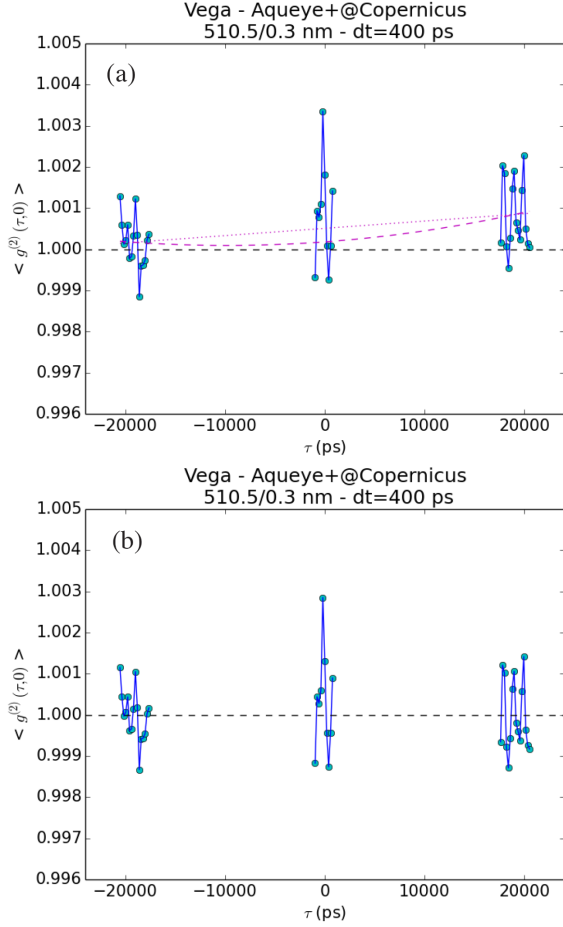 Vega - Aqueye+@Copernicus
510.5/0.3 nm - dt=400 ps
(a)
1.005
1.004
1.003
1.002
1.001
1.000
0.999
0.998
0.997
0.996
< g^(2) (τ,0) >
−20000 −10000 0 10000 20000
τ (ps)
Vega - Aqueye+@Copernicus
510.5/0.3 nm - dt=400 ps
(b)
1.005
1.004
1.003
1.002
1.001
1.000
0.999
0.998
0.997
0.996
< g^(2) (τ,0) >
−20000 −10000 0 10000 20000
τ (ps)